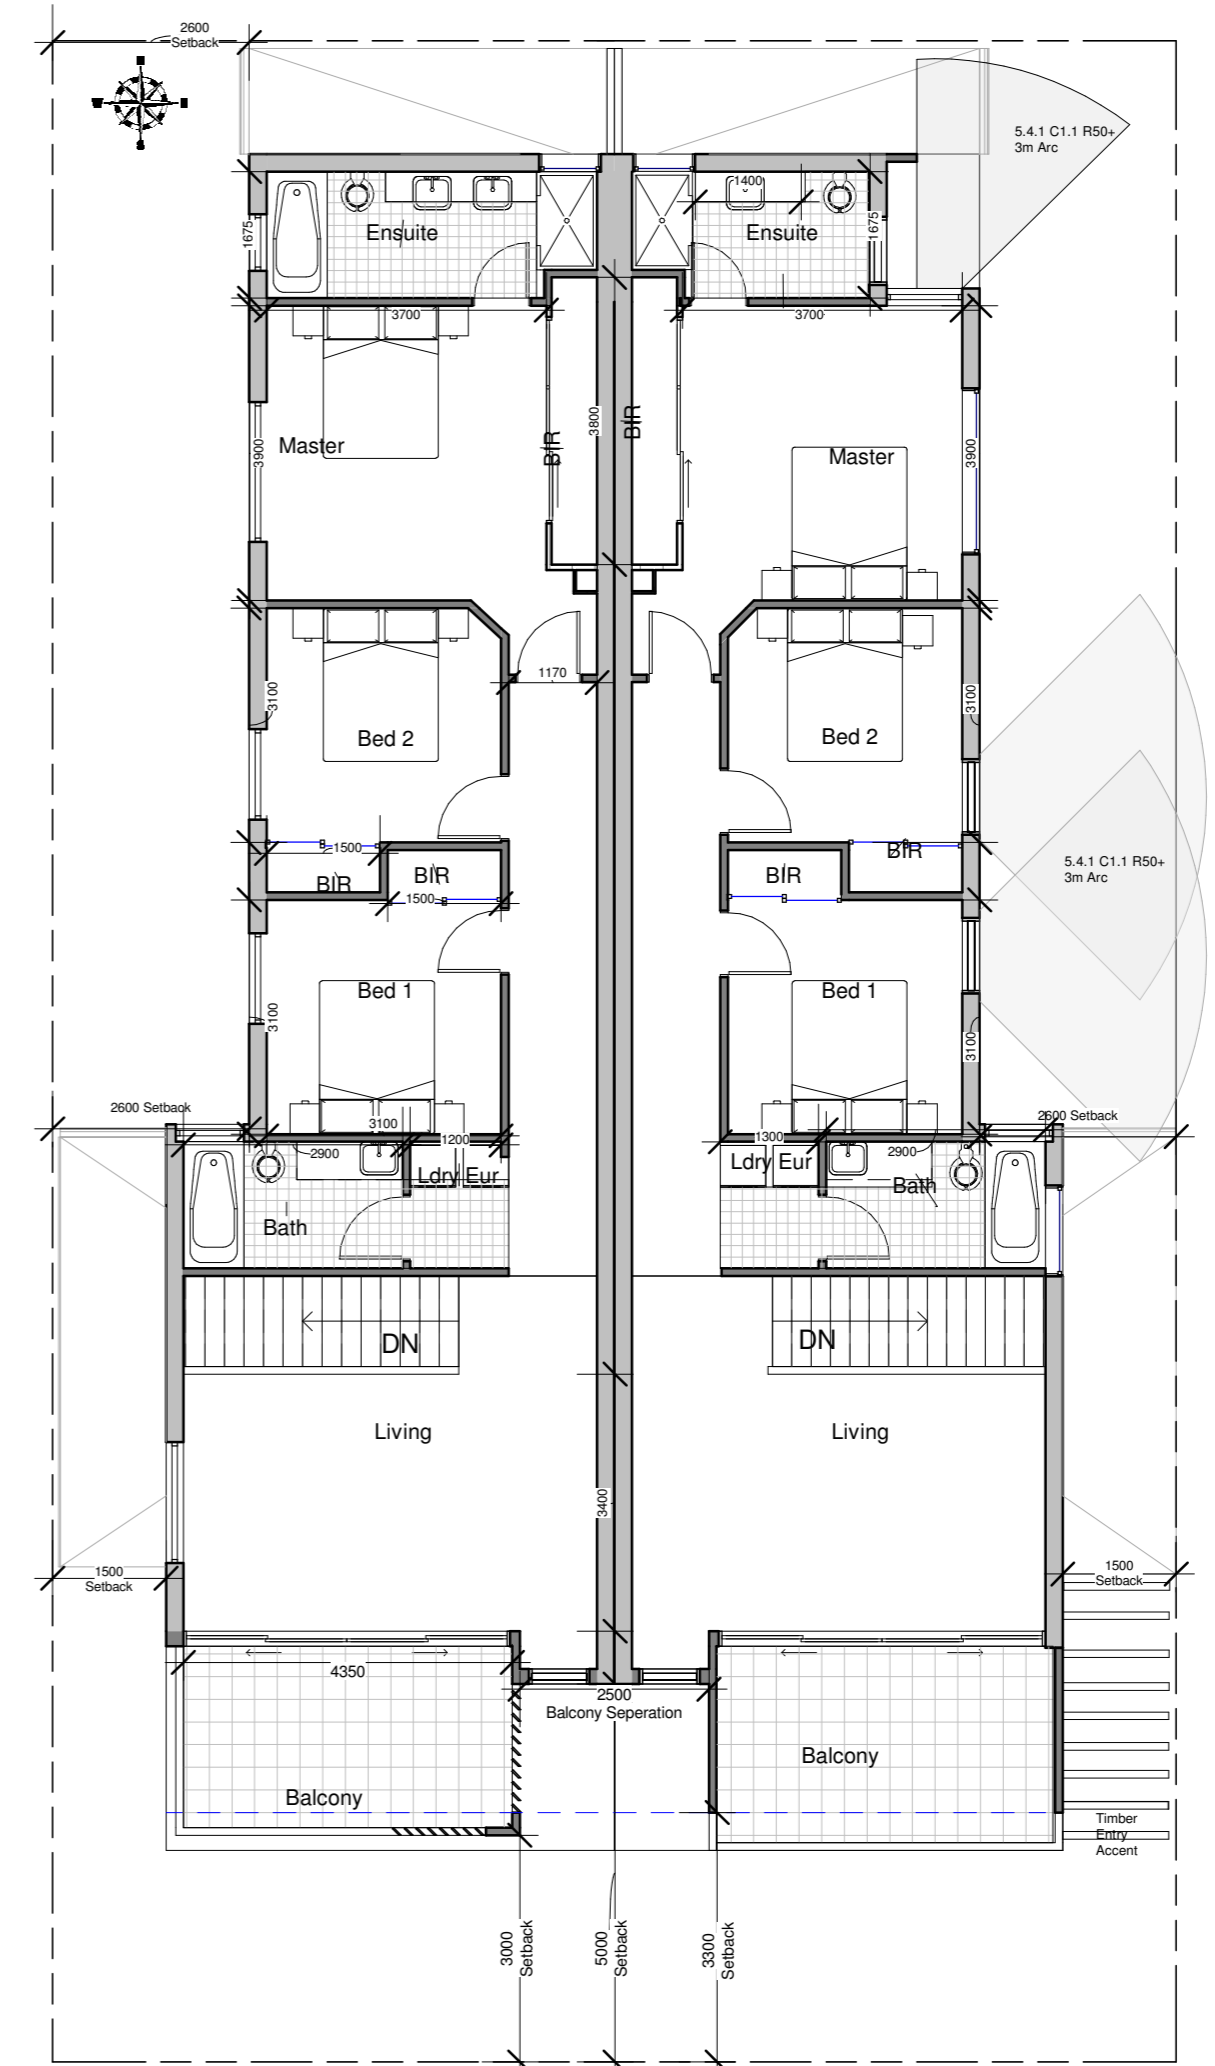 2600
Setback
5.4.1 C1.1 R50+
3m Arc
1400
Ensuite
Ensuite
1675
1675
3700
3700
Master
Master
BIR
BIR
3800
3900
3900
1170
3100
3100
Bed 2
Bed 2
1500
BIR
BIR
BIR
BIR
1500
5.4.1 C1.1 R50+
3m Arc
Bed 1
Bed 1
3100
3100
2600 Setback
2600 Setback
3100
1200
1300
2900
2900
Ldry Eur
Ldry Eur
Bath
Bath
DN
DN
Living
Living
3400
1500
Setback
1500
Setback
4350
2500
Balcony Seperation
Balcony
Balcony
Timber
Entry
Accent
3000
Setback
5000
Setback
3300
Setback